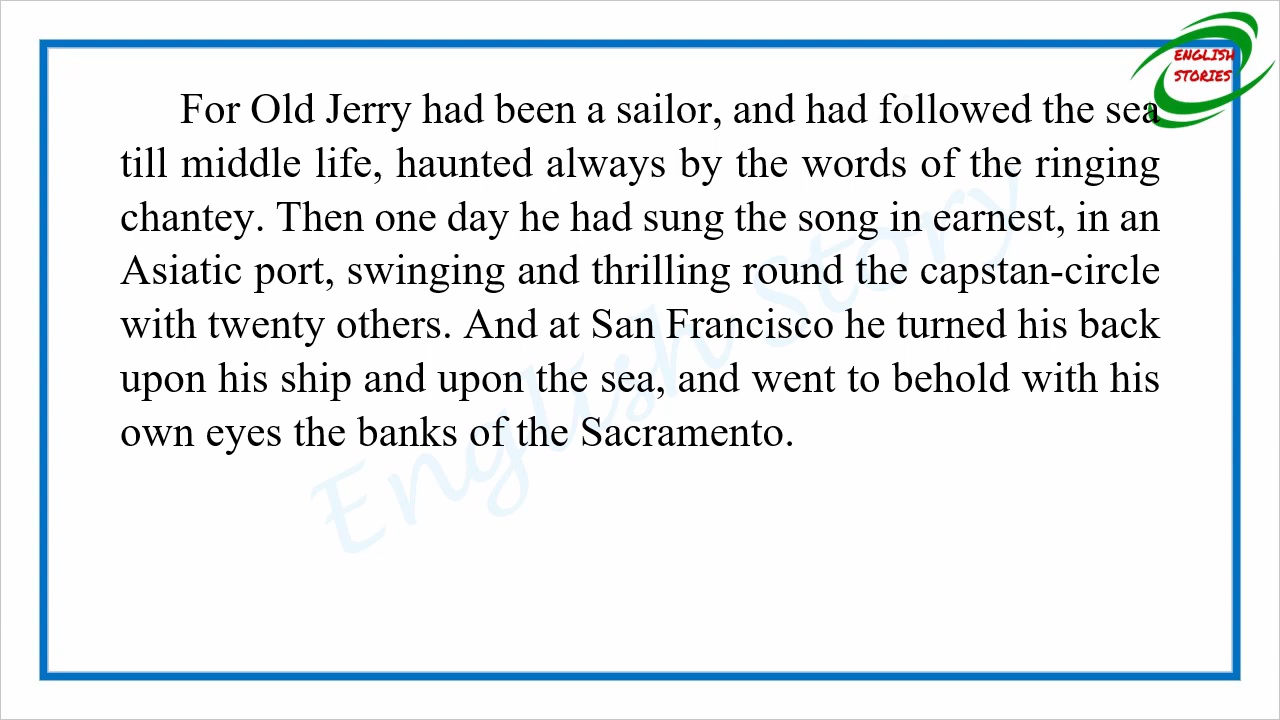 ENGLISH
STORIES
For Old Jerry had been a sailor, and had followed the sea
till middle life, haunted always by the words of the ringing
chantey. Then one day he had sung the song in earnest, in an
Asiatic port, swinging and thrilling round the capstan-circle
with twenty others. And at San Francisco he turned his back
upon his ship and upon the sea, and went to behold with his
own eyes the banks of the Sacramento.
English Story